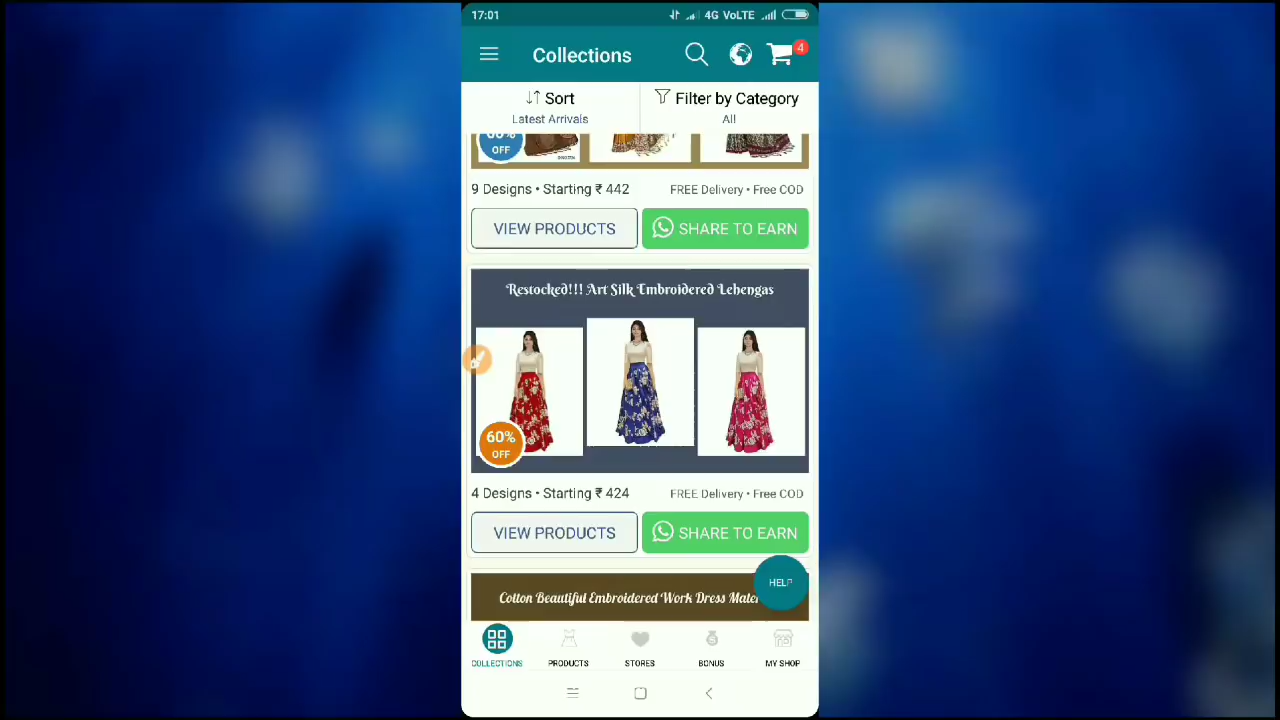 17:01
4G VoLTE
Collections
4
Sort
Latest Arrivals
Filter by Category
All
OFF
9 Designs • Starting ₹ 442
FREE Delivery • Free COD
VIEW PRODUCTS
SHARE TO EARN
Restocked!!! Art Silk Embroidered Lehengas
60%
OFF
4 Designs • Starting ₹ 424
FREE Delivery • Free COD
VIEW PRODUCTS
SHARE TO EARN
HELP
Cotton Beautiful Embroidered Work Dress
COLLECTIONS
PRODUCTS
STORES
BONUS
MY SHOP